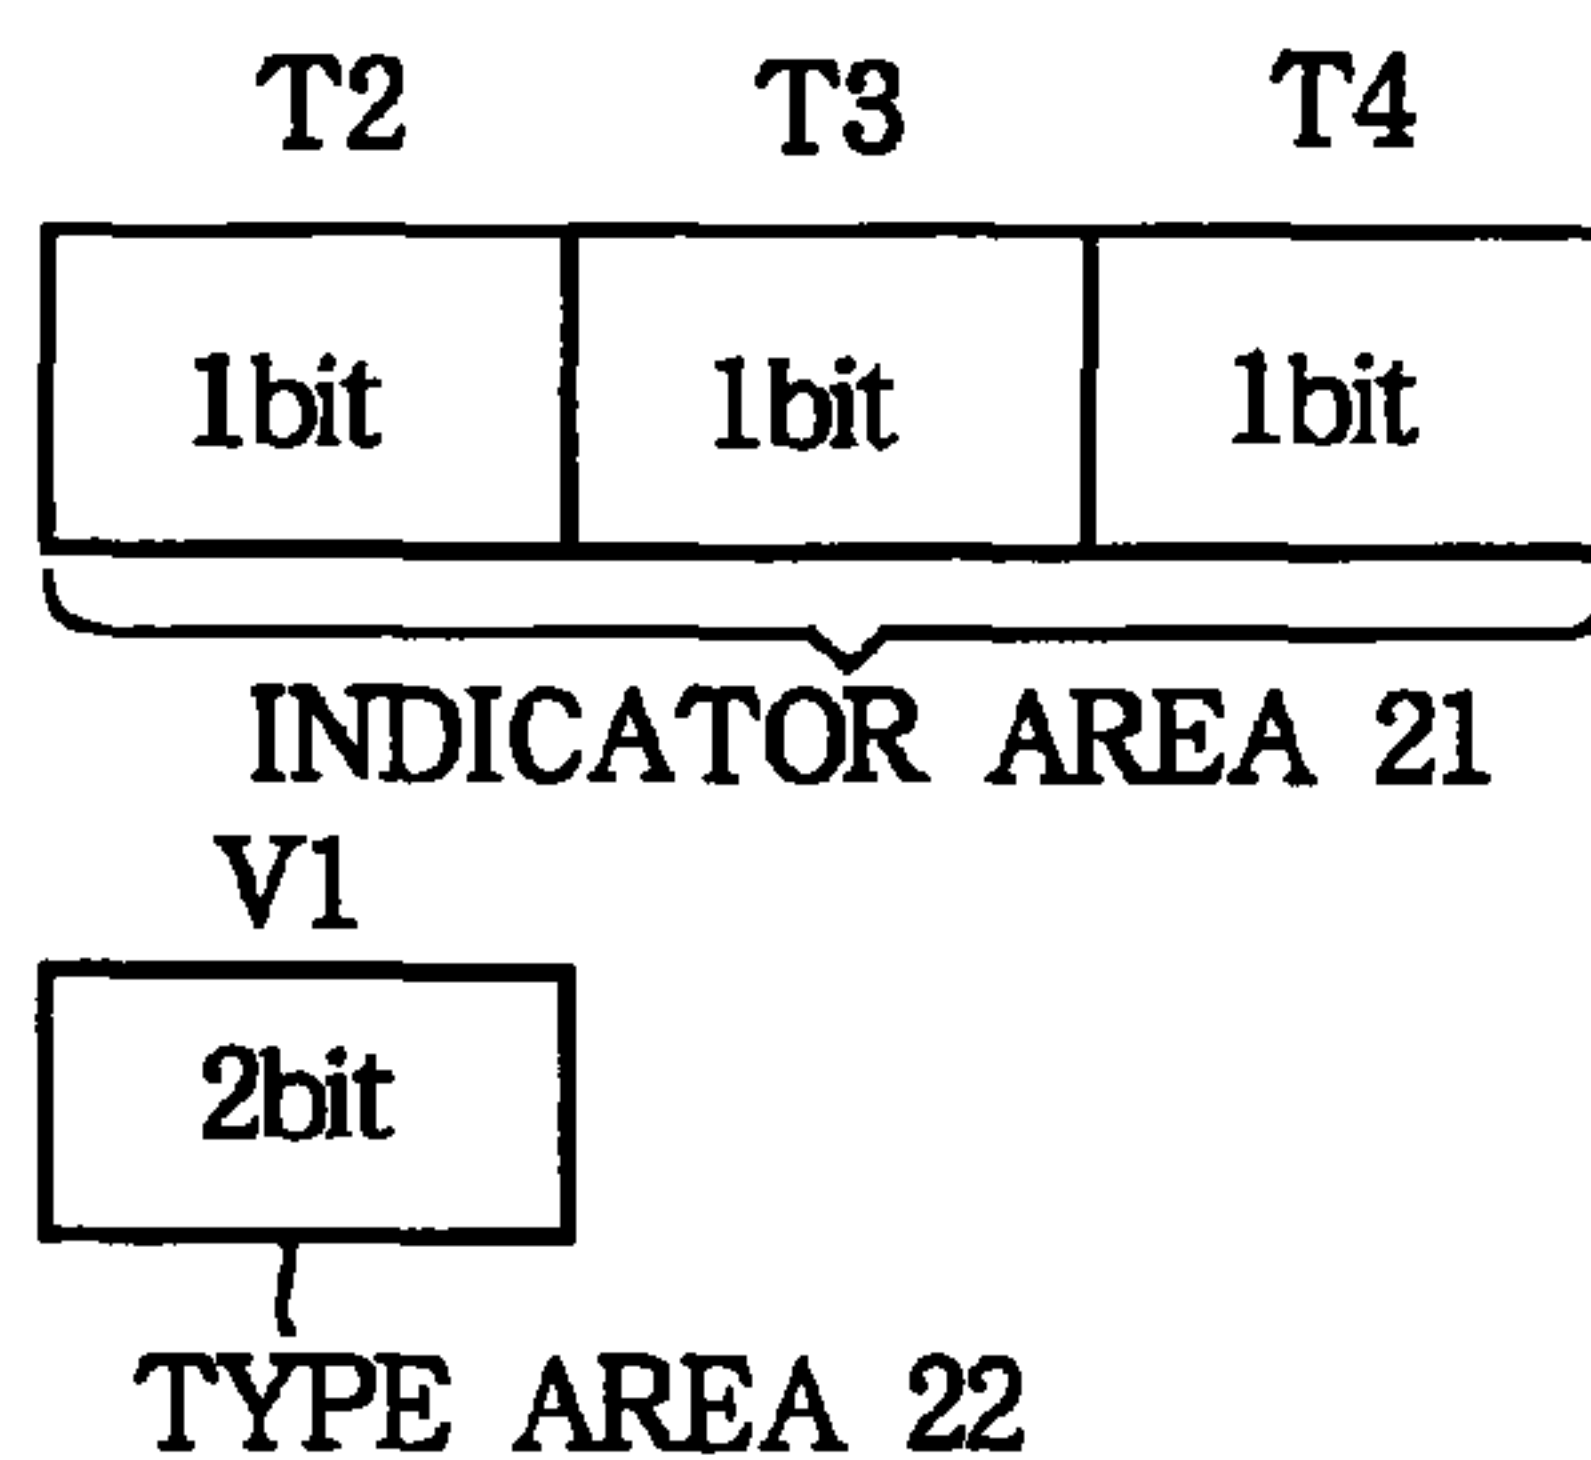 T2 T3 T4
1bit 1bit 1bit
INDICATOR AREA 21
V1
2bit
TYPE AREA 22